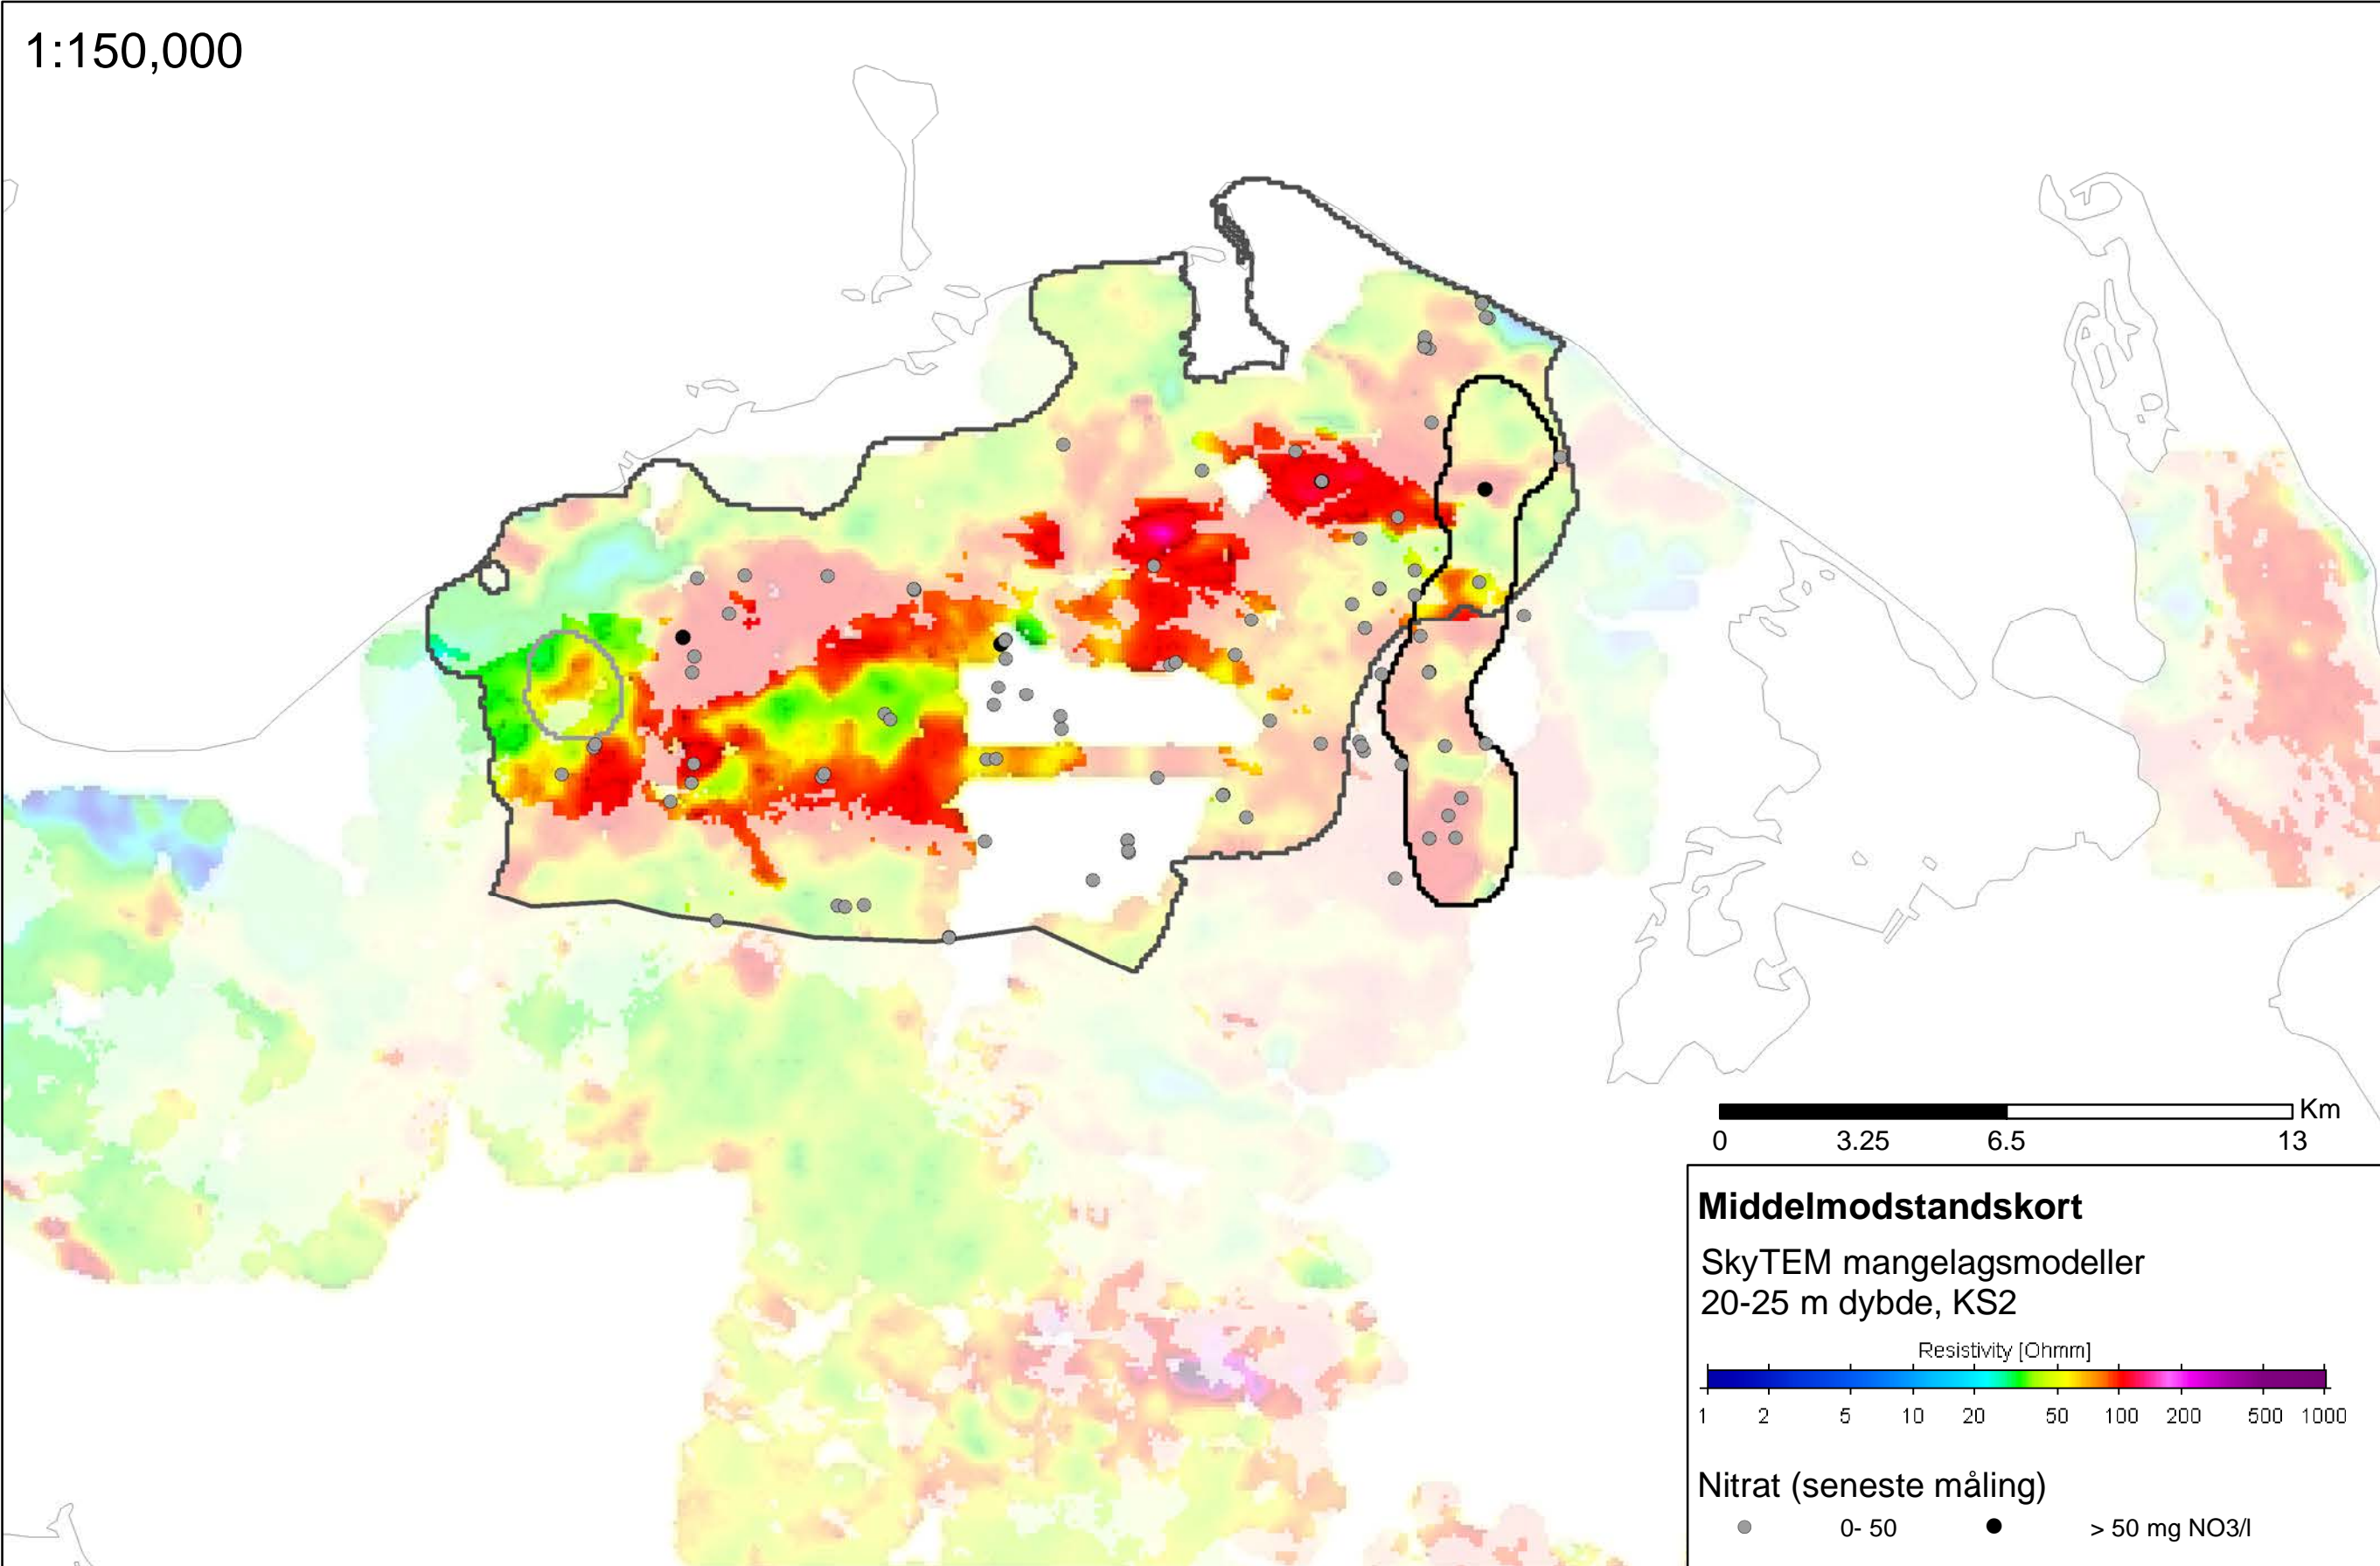 1:150,000
Km
0 3.25 6.5 13
Middelmodstandskort
SkyTEM mangelagsmodeller
20-25 m dybde, KS2
Resistivity [Ohmm]
1 2 5 10 20 50 100 200 500 1000
Nitrat (seneste måling)
0- 50 > 50 mg NO3/l